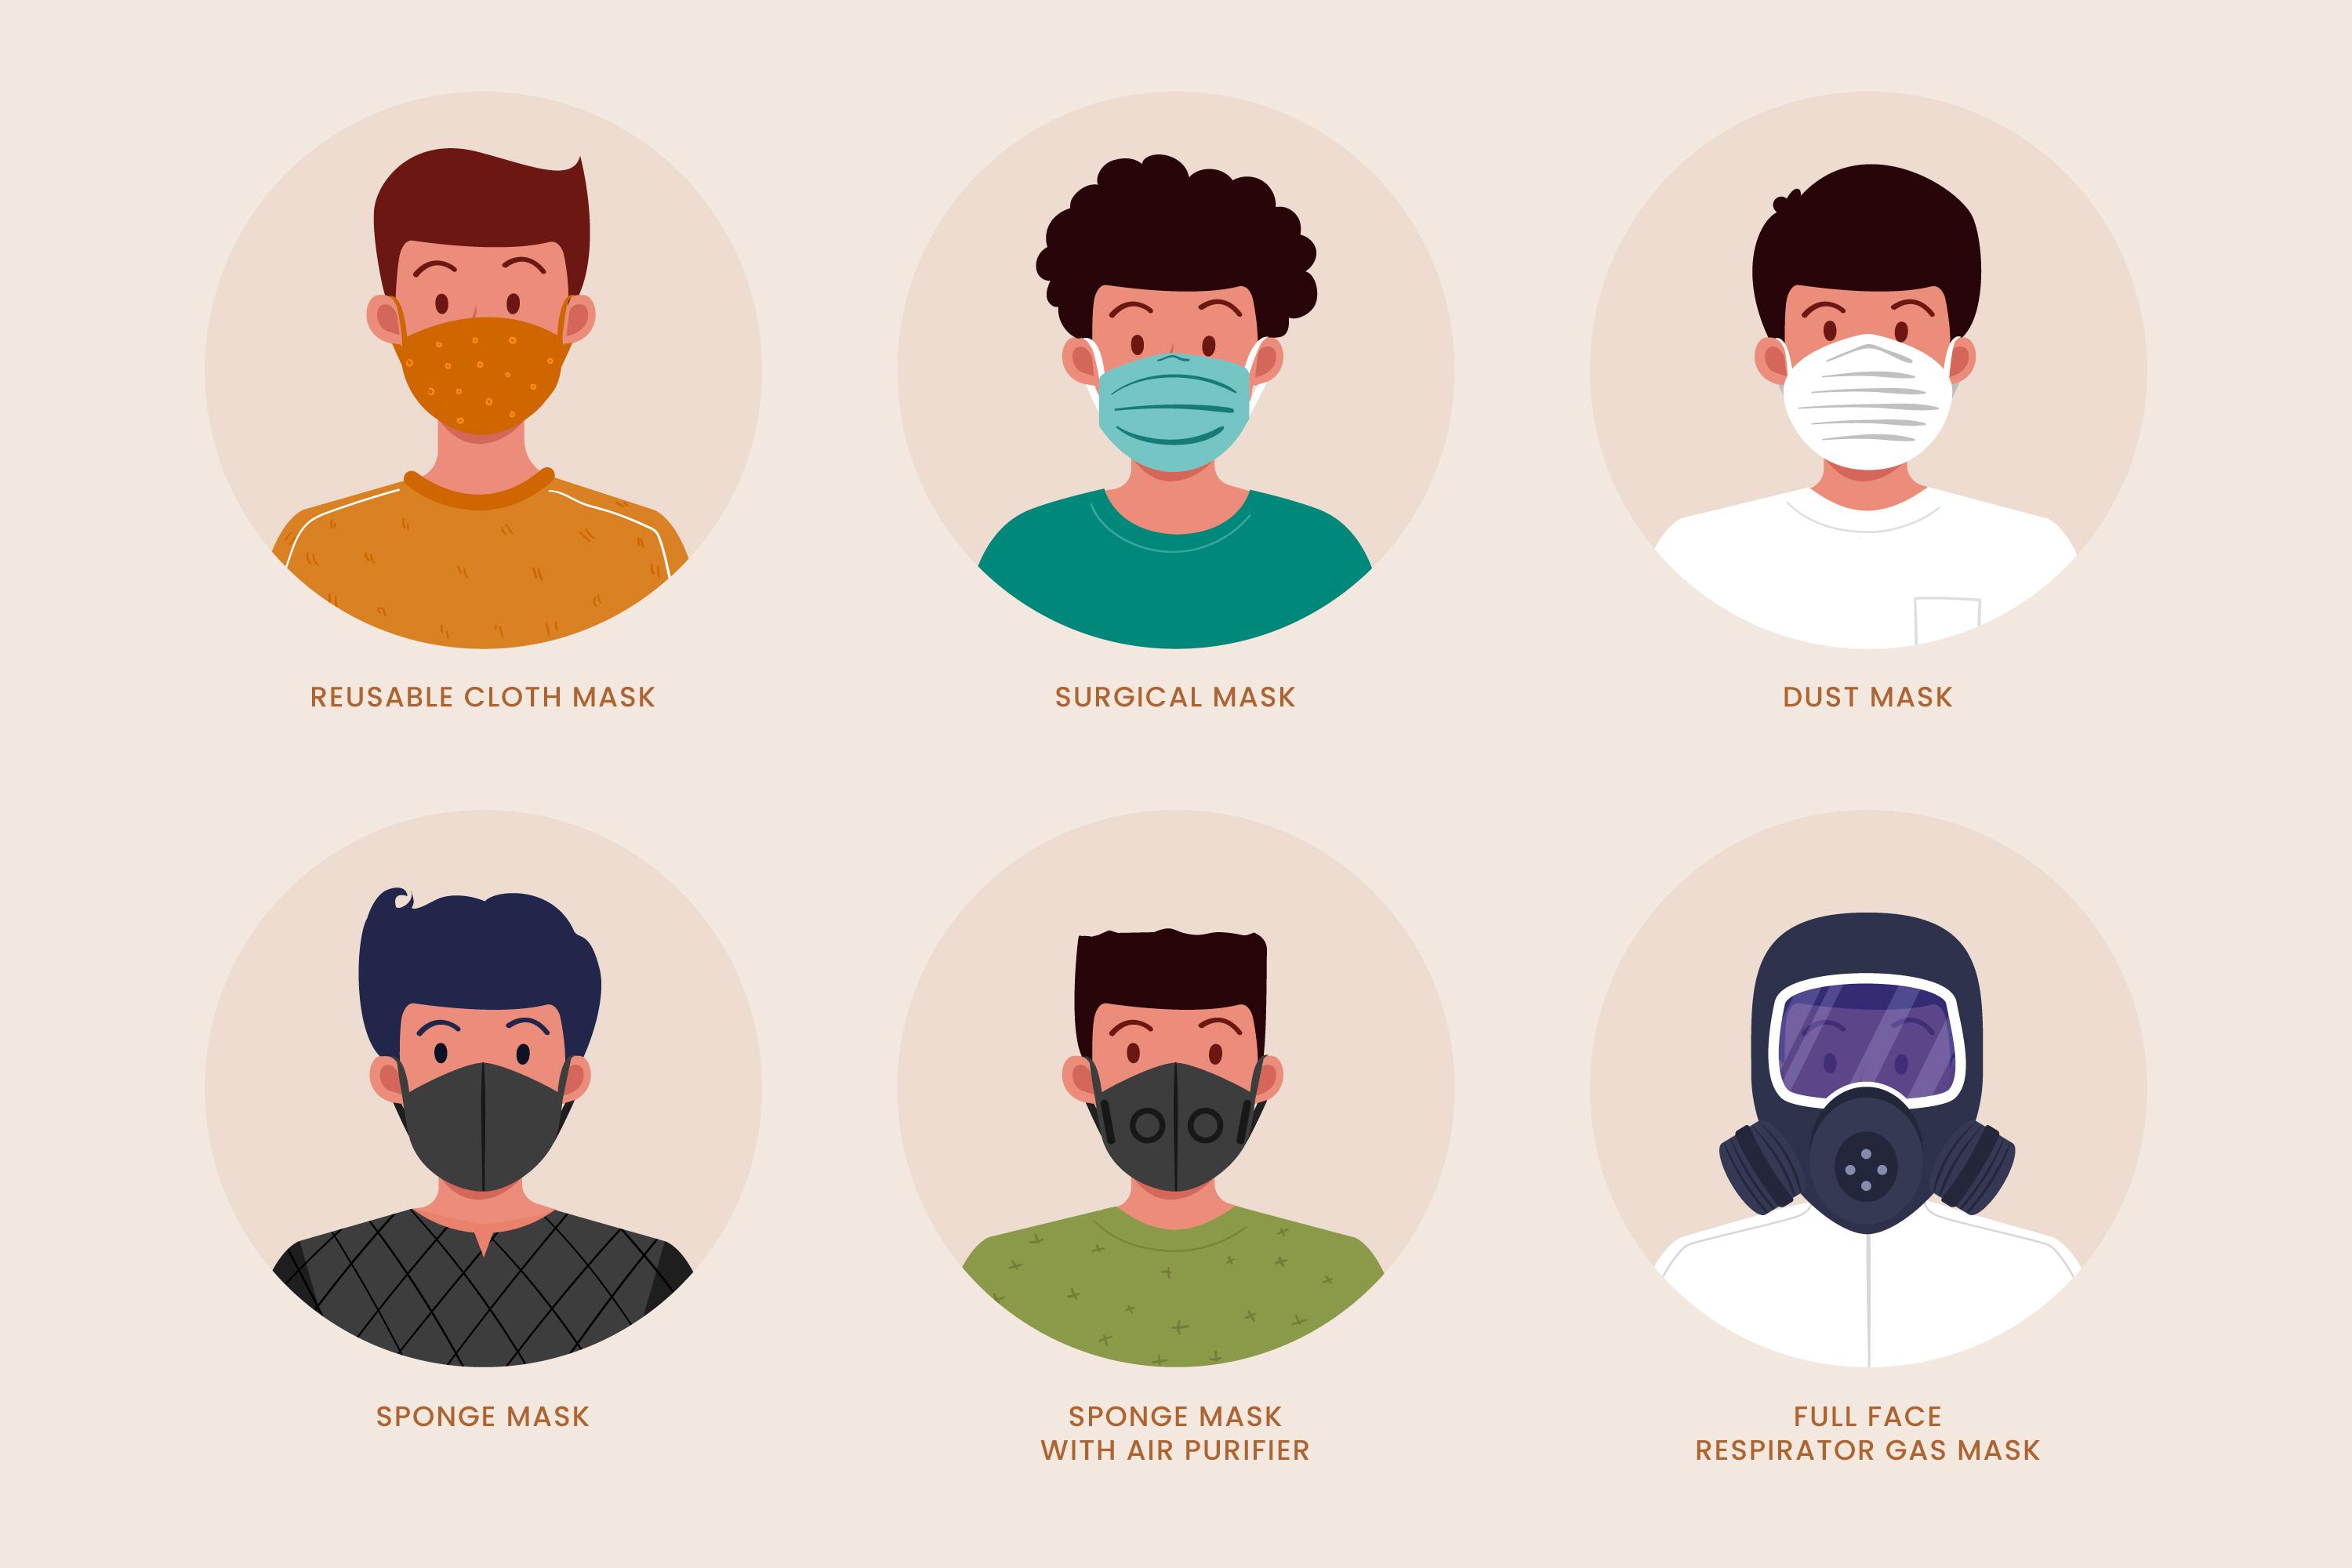 REUSABLE CLOTH MASK
SURGICAL MASK
DUST MASK
SPONGE MASK
SPONGE MASK
WITH AIR PURIFIER
FULL FACE
RESPIRATOR GAS MASK